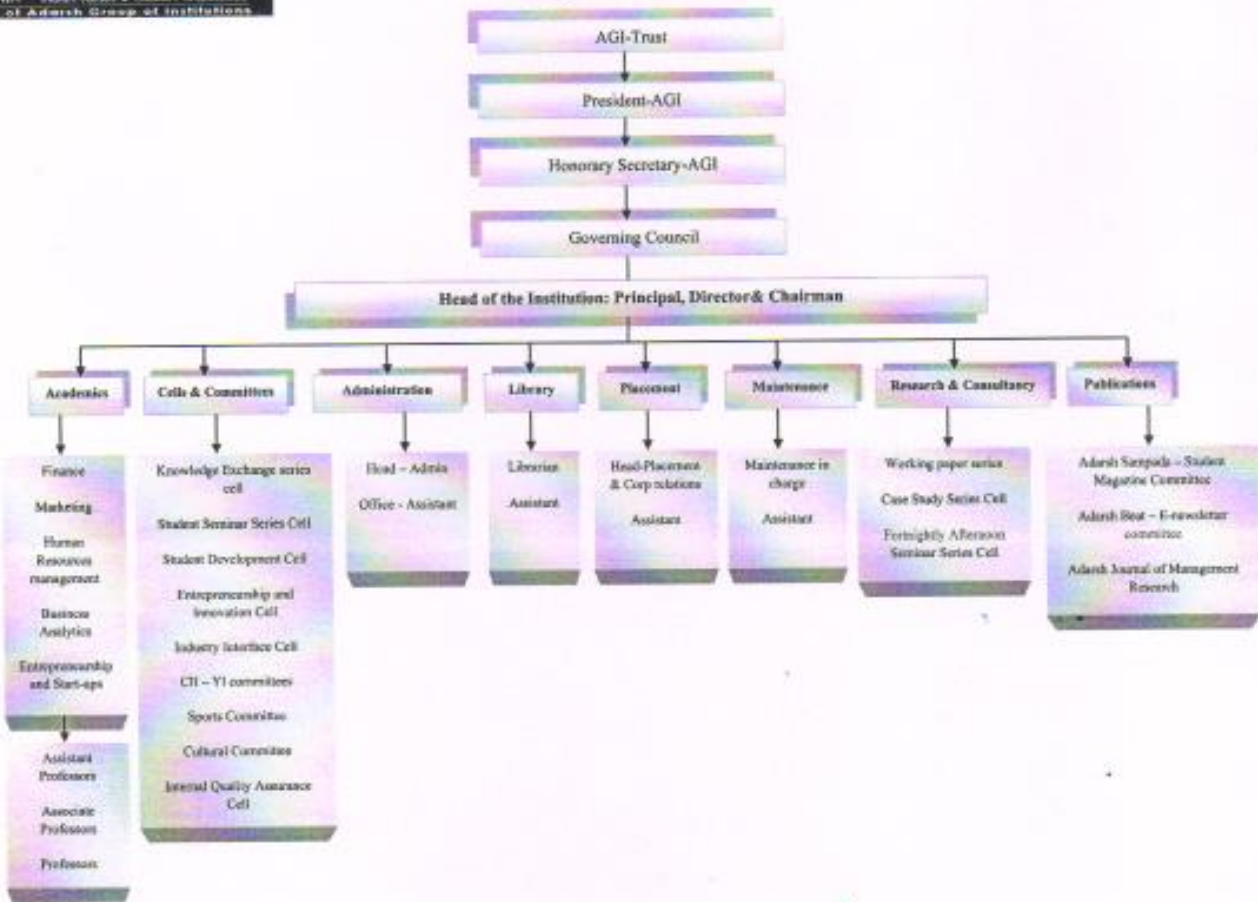 of Adarsh Group of Institutions
AGI-Trust
President-AGI
Honorary Secretary-AGI
Governing Council
Head of the Institution: Principal, Director& Chairman
Academics
Cells & Committees
Administration
Library
Placement
Maintenance
Research & Consultancy
Publications
Finance
Marketing
Human
Resources
management
Business
Analytics
Entrepreneurship
and Start-ups
Assistant
Professors
Associate
Professors
Professors
Knowledge Exchange series
cell
Student Seminar Series Cell
Student Development Cell
Entrepreneurship and
Innovation Cell
Industry Interface Cell
CII – YI committees
Sports Committee
Cultural Committee
Internal Quality Assurance
Cell
Head – Admin
Office - Assistant
Librarian
Assistant
Head-Placement
& Corp relations
Assistant
Maintenance in
charge
Assistant
Working paper series
Case Study Series Cell
Fortnightly Afternoon
Seminar Series Cell
Adarsh Sampada – Student
Magazine Committee
Adarsh Beat – E-newsletter
committee
Adarsh Journal of Management
Research